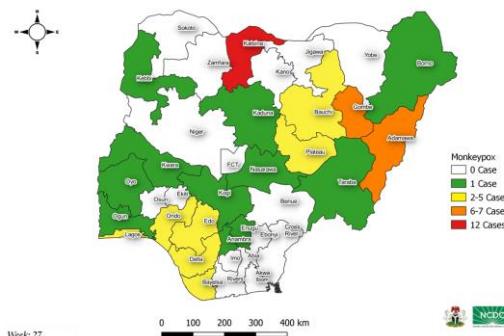 N
W
E
S
Sokoto
Katsina
Jigawa
Yobe
Borno
Zamfara
Kano
Kebbi
Kaduna
Bauchi
Gombe
Adamawa
Niger
Plateau
FCT
Nasarawa
Taraba
Kwara
Oyo
Kogi
Benue
Osun
Ekiti
Ogun
Ondo
Edo
Enugu
Ebonyi
Cross
River
Lagos
Anambra
Delta
Imo
Abia
Akwa
Ibom
Bayelsa
Rivers
Monkeypox
0 Case
1 Case
2-5 Cases
6-7 Cases
12 Cases
Week: 27
0 100 200 300 400 km
NCDC